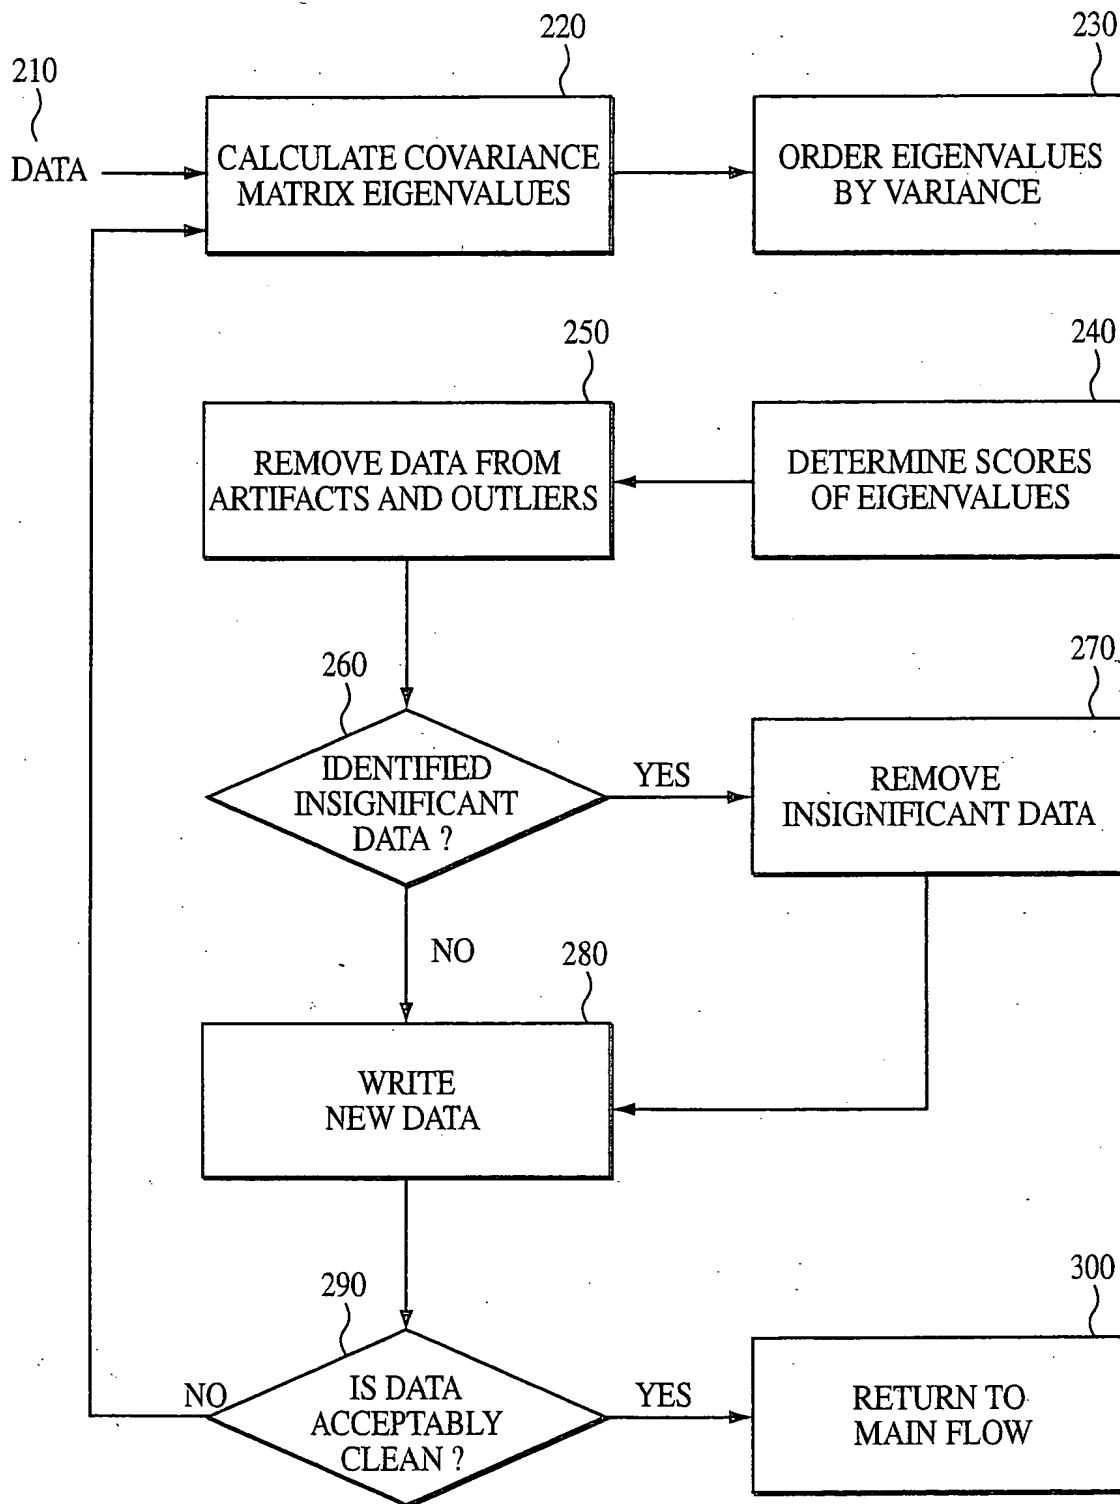 220
230
210
DATA
CALCULATE COVARIANCE
MATRIX EIGENVALUES
ORDER EIGENVALUES
BY VARIANCE
250
240
REMOVE DATA FROM
ARTIFACTS AND OUTLIERS
DETERMINE SCORES
OF EIGENVALUES
260
270
IDENTIFIED
INSIGNIFICANT
DATA ?
YES
REMOVE
INSIGNIFICANT DATA
NO
280
WRITE
NEW DATA
290
300
NO
IS DATA
ACCEPTABLY
CLEAN ?
YES
RETURN TO
MAIN FLOW